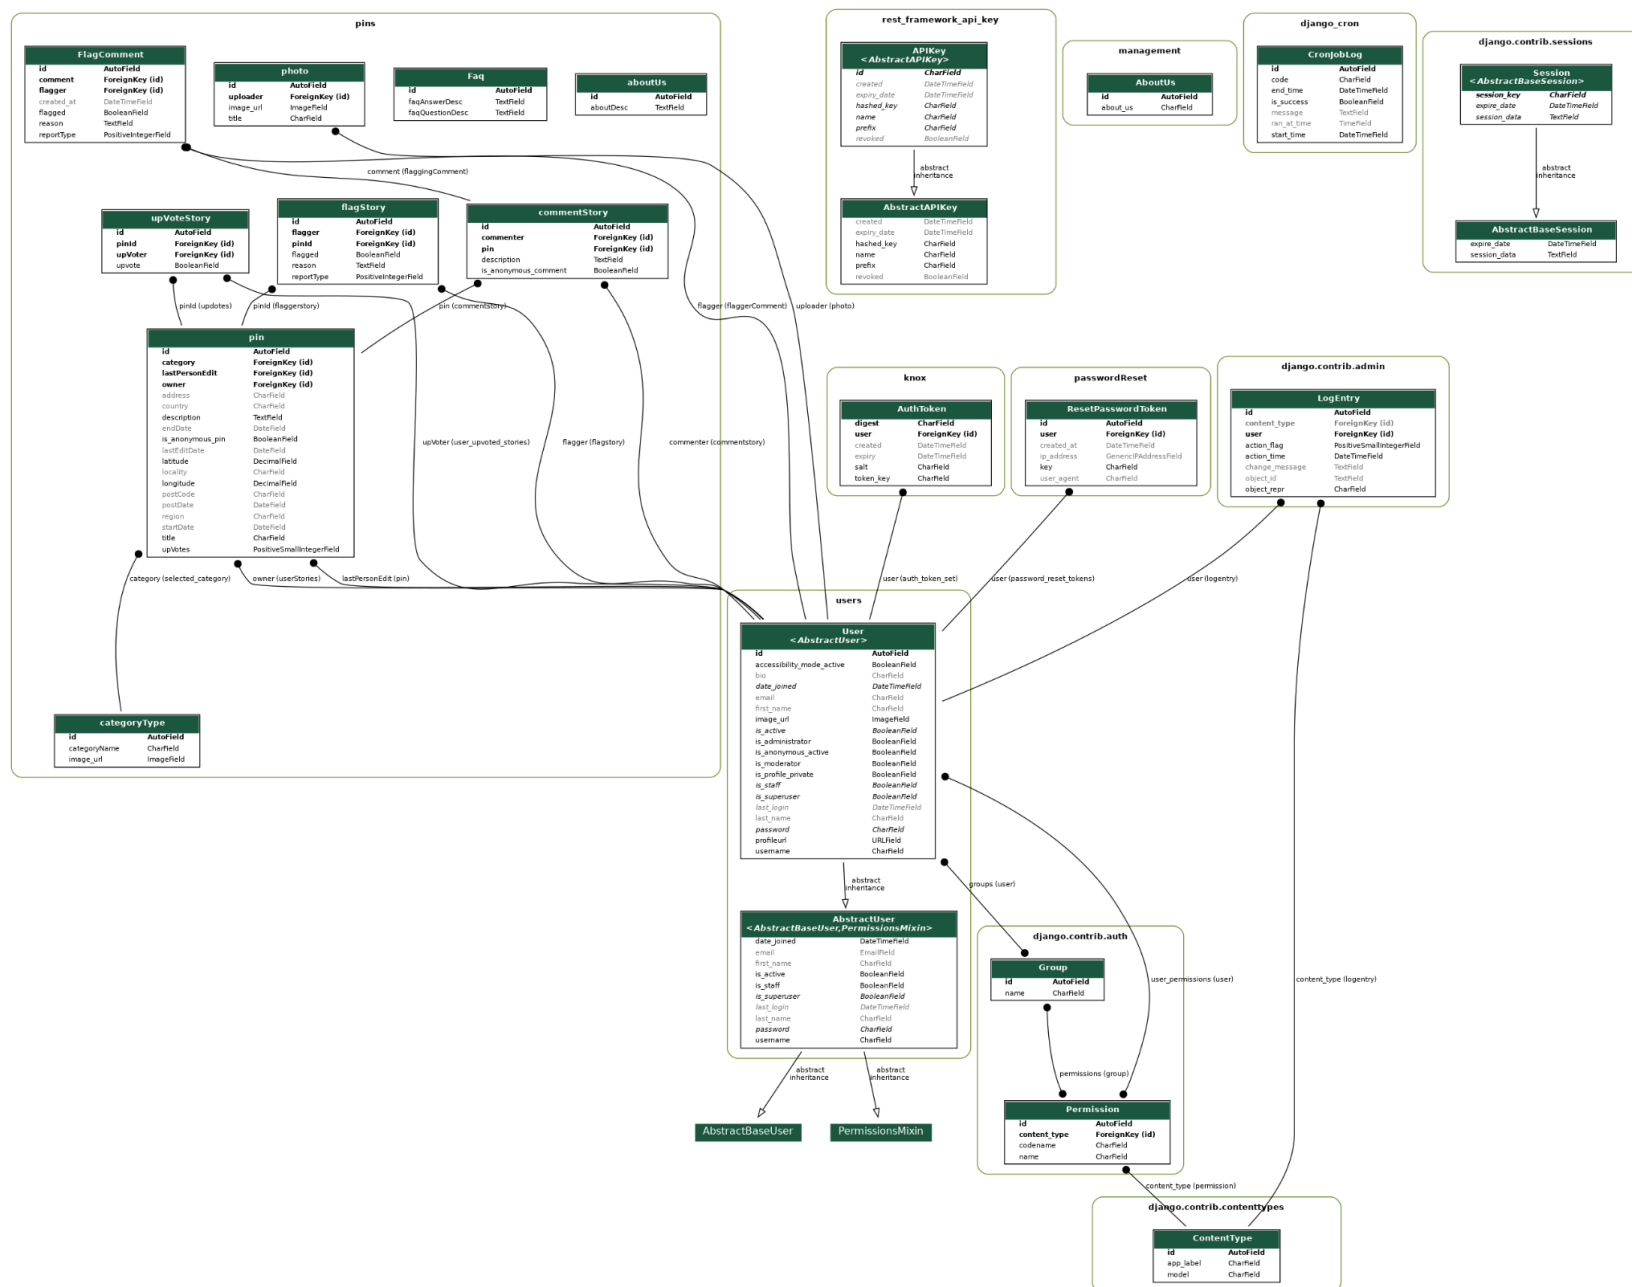 pins
FlagComment
id AutoField
comment ForeignKey (id)
flagger ForeignKey (id)
created_at DateTimeField
flagged BooleanField
reason TextField
reportType PositiveIntegerField
photo
id AutoField
uploader ForeignKey (id)
image_url ImageField
title CharField
Faq
id AutoField
faqAnswerDesc TextField
faqQuestionDesc TextField
aboutUs
id AutoField
aboutDesc TextField
comment (flaggingComment)
upVoteStory
id AutoField
pinId ForeignKey (id)
upVoter ForeignKey (id)
upvote BooleanField
flagStory
id AutoField
flagger ForeignKey (id)
pinId ForeignKey (id)
flagged BooleanField
reason TextField
reportType PositiveIntegerField
commentStory
id AutoField
commenter ForeignKey (id)
pin ForeignKey (id)
description TextField
is_anonymous_comment BooleanField
pinId (updotes)
pinId (flaggerstory)
pin (commentstory)
flagger (flaggerComment)
uploader (photo)
pin
id AutoField
category ForeignKey (id)
lastPersonEdit ForeignKey (id)
owner ForeignKey (id)
address CharField
country CharField
description TextField
endDate DateField
is_anonymous_pin BooleanField
lastEditDate DateField
latitude DecimalField
locality CharField
longitude DecimalField
postCode CharField
postDate DateField
region CharField
startDate DateField
title CharField
upVotes PositiveSmallIntegerField
upVoter (user_upvoted_stories)
flagger (flagstory)
commenter (commentstory)
category (selected_category)
owner (userStories)
lastPersonEdit (pin)
categoryType
id AutoField
categoryName CharField
image_url ImageField
rest_framework_api_key
APIKey
<AbstractAPIKey>
id CharField
created DateTimeField
expiry_date DateTimeField
hashed_key CharField
name CharField
prefix CharField
revoked BooleanField
abstract
inheritance
AbstractAPIKey
created DateTimeField
expiry_date DateTimeField
hashed_key CharField
name CharField
prefix CharField
revoked BooleanField
management
AboutUs
id AutoField
about_us CharField
django_cron
CronJobLog
id AutoField
code CharField
end_time DateTimeField
is_success BooleanField
message TextField
ran_at_time TimeField
start_time DateTimeField
django.contrib.sessions
Session
<AbstractBaseSession>
session_key CharField
expire_date DateTimeField
session_data TextField
abstract
inheritance
AbstractBaseSession
expire_date DateTimeField
session_data TextField
knox
AuthToken
digest CharField
user ForeignKey (id)
created DateTimeField
expiry DateTimeField
salt CharField
token_key CharField
passwordReset
ResetPasswordToken
id AutoField
user ForeignKey (id)
created_at DateTimeField
ip_address GenericIPAddressField
key CharField
user_agent CharField
django.contrib.admin
LogEntry
id AutoField
content_type ForeignKey (id)
user ForeignKey (id)
action_flag PositiveSmallIntegerField
action_time DateTimeField
change_message TextField
object_id TextField
object_repr CharField
user (auth_token_set)
user (password_reset_tokens)
user (logentry)
users
User
<AbstractUser>
id AutoField
accessibility_mode_active BooleanField
bio CharField
date_joined DateTimeField
email CharField
first_name CharField
image_url ImageField
is_active BooleanField
is_administrator BooleanField
is_anonymous_active BooleanField
is_moderator BooleanField
is_profile_private BooleanField
is_staff BooleanField
is_superuser BooleanField
last_login DateTimeField
last_name CharField
password CharField
profileurl URLField
username CharField
abstract
inheritance
groups (user)
AbstractUser
<AbstractBaseUser,PermissionsMixin>
date_joined DateTimeField
email EmailField
first_name CharField
is_active BooleanField
is_staff BooleanField
is_superuser BooleanField
last_login DateTimeField
last_name CharField
password CharField
username CharField
abstract
inheritance
abstract
inheritance
AbstractBaseUser
PermissionsMixin
django.contrib.auth
Group
id AutoField
name CharField
user_permissions (user)
content_type (logentry)
permissions (group)
Permission
id AutoField
content_type ForeignKey (id)
codename CharField
name CharField
content_type (permission)
django.contrib.contenttypes
ContentType
id AutoField
app_label CharField
model CharField